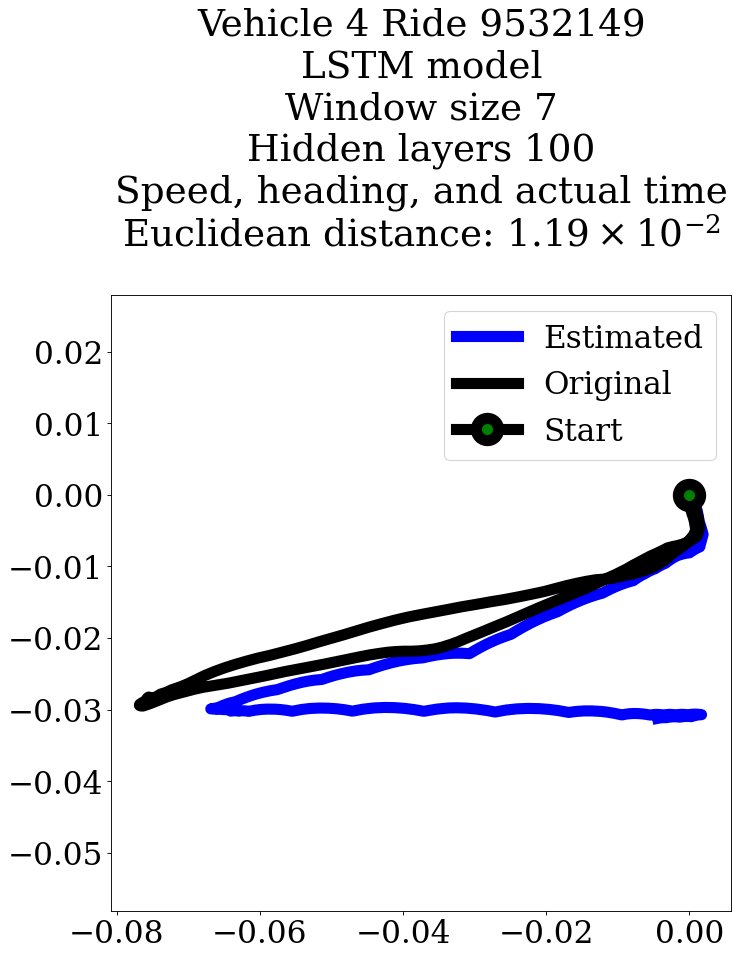 Vehicle 4 Ride 9532149
LSTM model
Window size 7
Hidden layers 100
Speed, heading, and actual time
Euclidean distance: 1.19 × 10⁻²
Estimated
Original
Start
0.02
0.01
0.00
−0.01
−0.02
−0.03
−0.04
−0.05
−0.08 −0.06 −0.04 −0.02 0.00